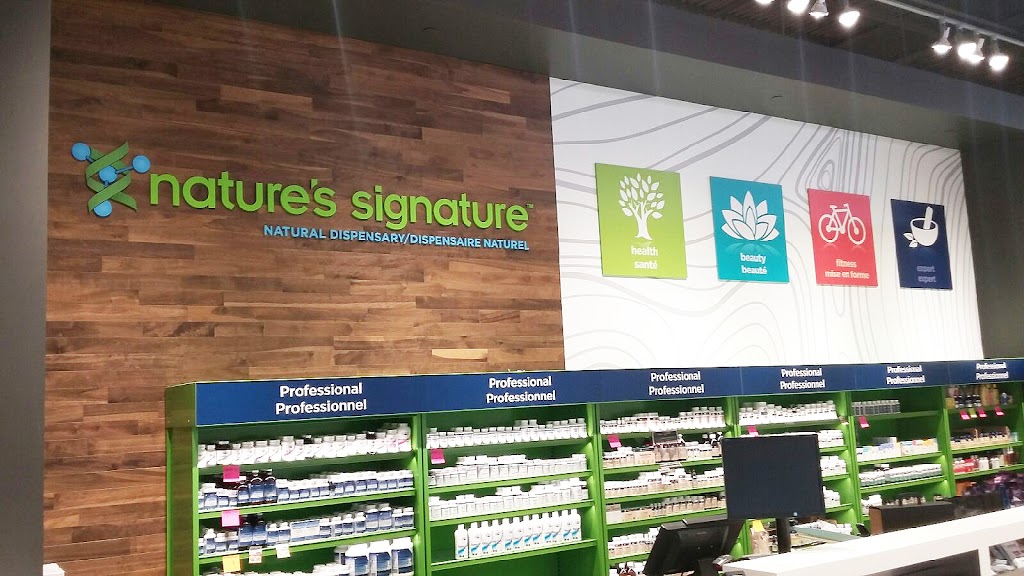 nature's signature™
NATURAL DISPENSARY/DISPENSAIRE NATUREL
health
santé
beauty
beauté
fitness
mise en forme
expert
expert
Professional
Professionnel
Professional
Professionnel
Professional
Professionnel
Professional
Professionnel
Professional
Professionnel
Professional
Professionnel